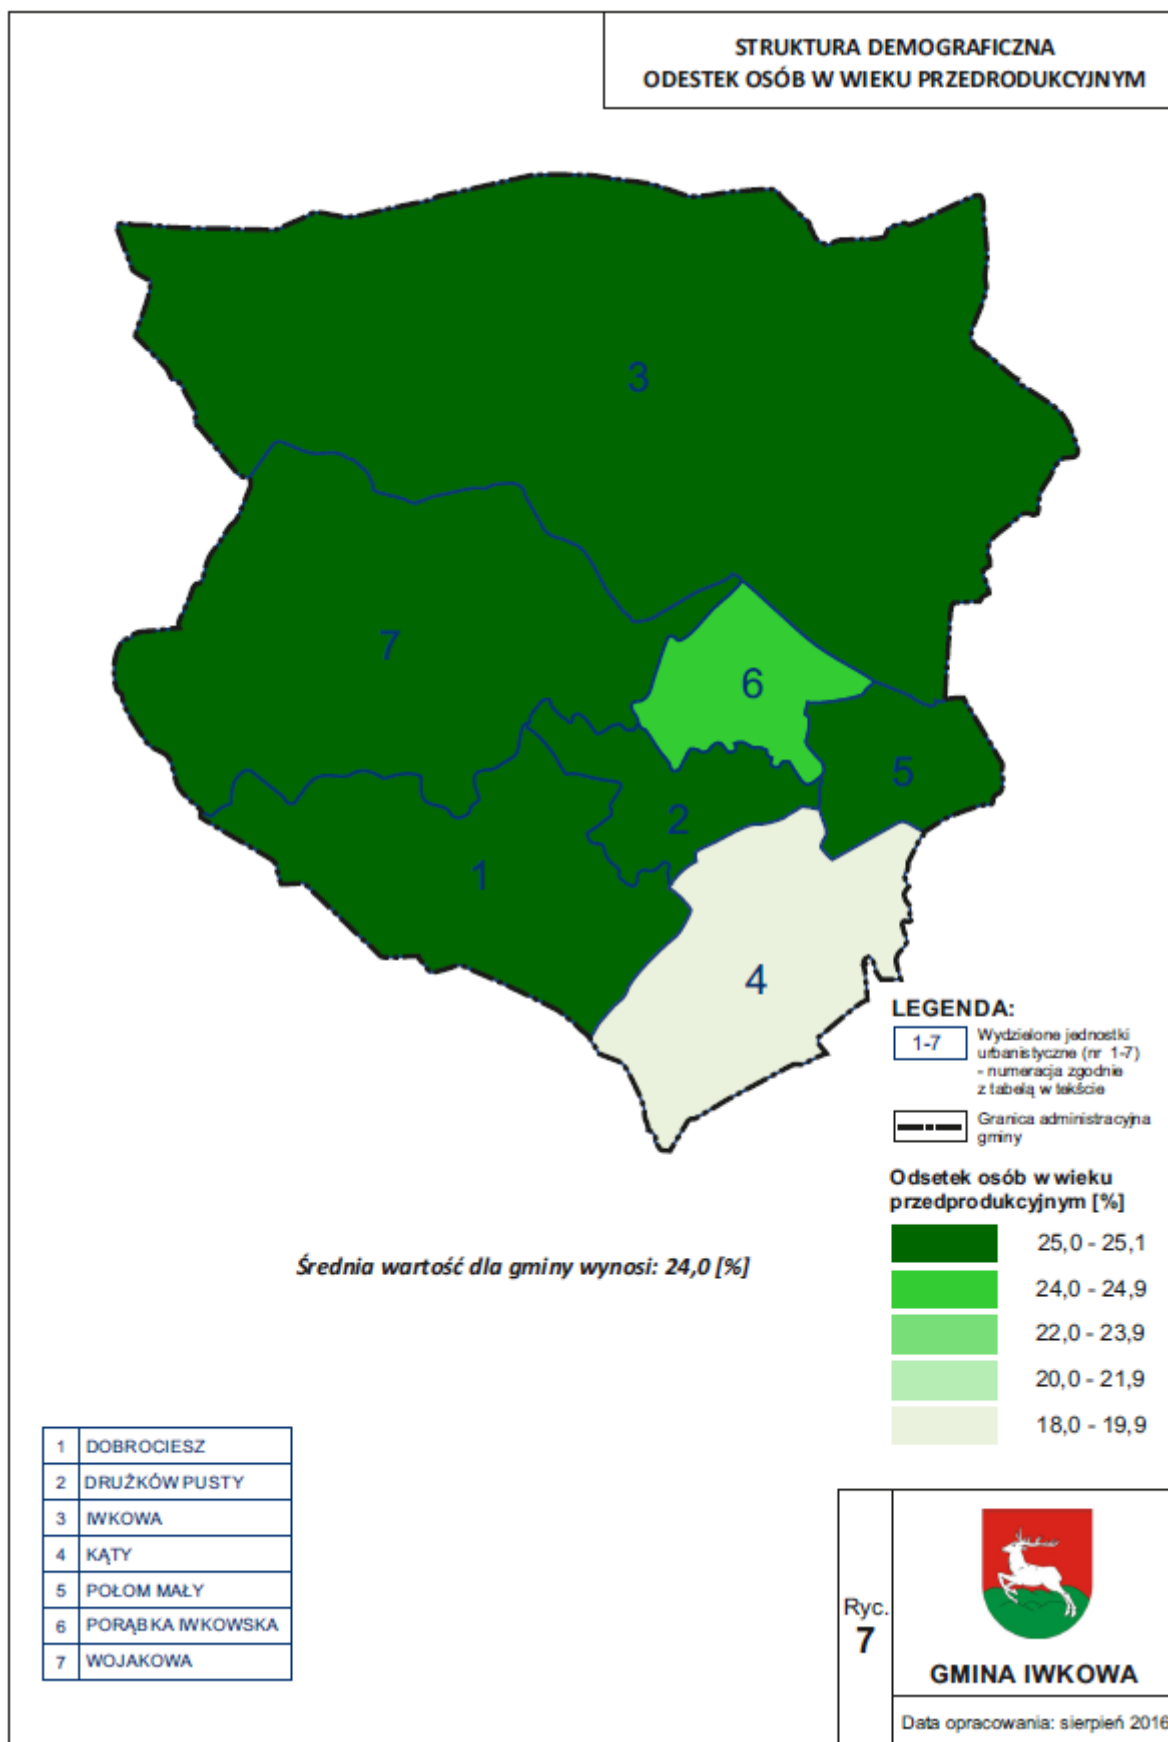 STRUKTURA DEMOGRAFICZNA
ODESTEK OSÓB W WIEKU PRZEDRODUKCYJNYM
3
7
6
5
2
1
4
LEGENDA:
1-7
Wydzielone jednostki
urbanistyczne (nr 1-7)
- numeracja zgodnie
z tabelą w tekście
Granica administracyjna
gminy
Odsetek osób w wieku
przedprodukcyjnym [%]
25,0 - 25,1
24,0 - 24,9
22,0 - 23,9
20,0 - 21,9
18,0 - 19,9
Średnia wartość dla gminy wynosi: 24,0 [%]
1 DOBROCIESZ
2 DRUŻKÓW PUSTY
3 IWKOWA
4 KĄTY
5 POŁOM MAŁY
6 PORĄBKA IWKOWSKA
7 WOJAKOWA
Ryc.
7
GMINA IWKOWA
Data opracowania: sierpień 2016